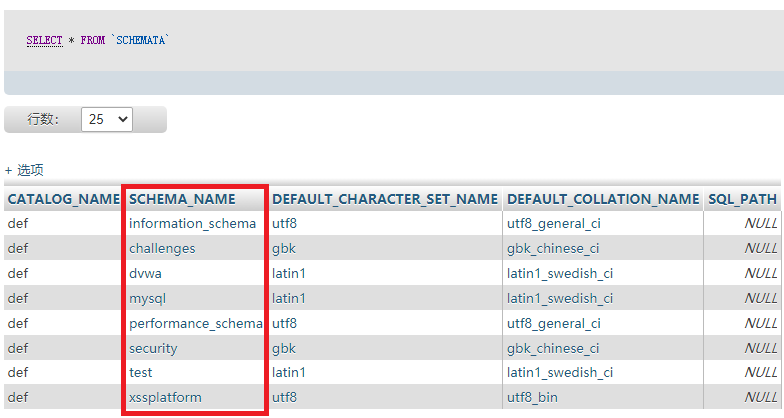 SELECT * FROM `SCHEMATA`
行数： 25
+ 选项
CATALOG_NAME SCHEMA_NAME DEFAULT_CHARACTER_SET_NAME DEFAULT_COLLATION_NAME SQL_PATH
def information_schema utf8 utf8_general_ci NULL
def challenges gbk gbk_chinese_ci NULL
def dvwa latin1 latin1_swedish_ci NULL
def mysql latin1 latin1_swedish_ci NULL
def performance_schema utf8 utf8_general_ci NULL
def security gbk gbk_chinese_ci NULL
def test latin1 latin1_swedish_ci NULL
def xssplatform utf8 utf8_bin NULL